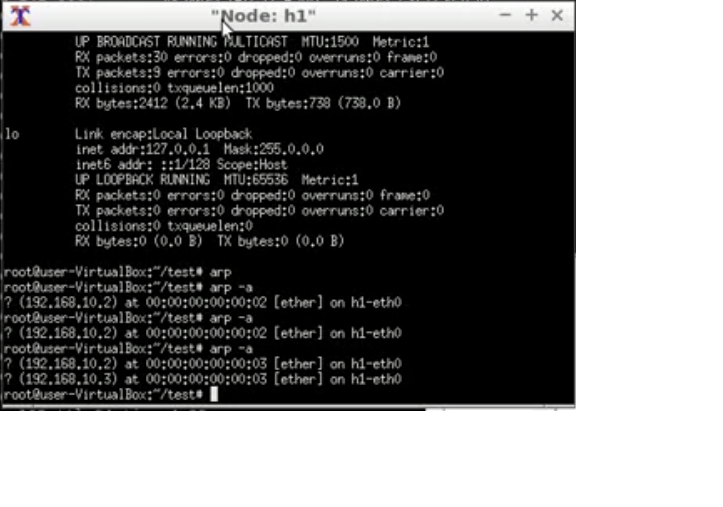 "Node: h1"
UP BROADCAST RUNNING MULTICAST  MTU:1500  Metric:1
RX packets:30 errors:0 dropped:0 overruns:0 frame:0
TX packets:9 errors:0 dropped:0 overruns:0 carrier:0
collisions:0 txqueuelen:1000
RX bytes:2412 (2.4 KB)  TX bytes:738 (738.0 B)
lo        Link encap:Local Loopback
inet addr:127.0.0.1  Mask:255.0.0.0
inet6 addr: ::1/128 Scope:Host
UP LOOPBACK RUNNING  MTU:65536  Metric:1
RX packets:0 errors:0 dropped:0 overruns:0 frame:0
TX packets:0 errors:0 dropped:0 overruns:0 carrier:0
collisions:0 txqueuelen:0
RX bytes:0 (0.0 B)  TX bytes:0 (0.0 B)
root@user-VirtualBox:~/test# arp
root@user-VirtualBox:~/test# arp -a
? (192.168.10.2) at 00:00:00:00:00:02 [ether] on h1-eth0
root@user-VirtualBox:~/test# arp -a
? (192.168.10.2) at 00:00:00:00:00:02 [ether] on h1-eth0
root@user-VirtualBox:~/test# arp -a
? (192.168.10.2) at 00:00:00:00:00:03 [ether] on h1-eth0
? (192.168.10.3) at 00:00:00:00:00:03 [ether] on h1-eth0
root@user-VirtualBox:~/test#